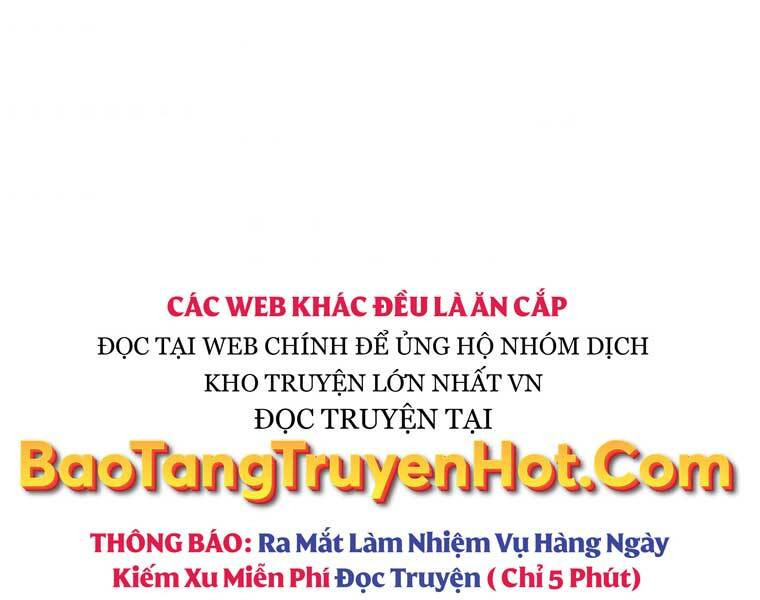 CÁC WEB KHÁC ĐỀU LÀ ĂN CẮP
ĐỌC TẠI WEB CHÍNH ĐỂ ỦNG HỘ NHÓM DỊCH
KHO TRUYỆN LỚN NHẤT VN
ĐỌC TRUYỆN TẠI
BaoTangTruyenHot.Com
THÔNG BÁO: Ra Mắt Làm Nhiệm Vụ Hàng Ngày
Kiếm Xu Miễn Phí Đọc Truyện ( Chỉ 5 Phút)